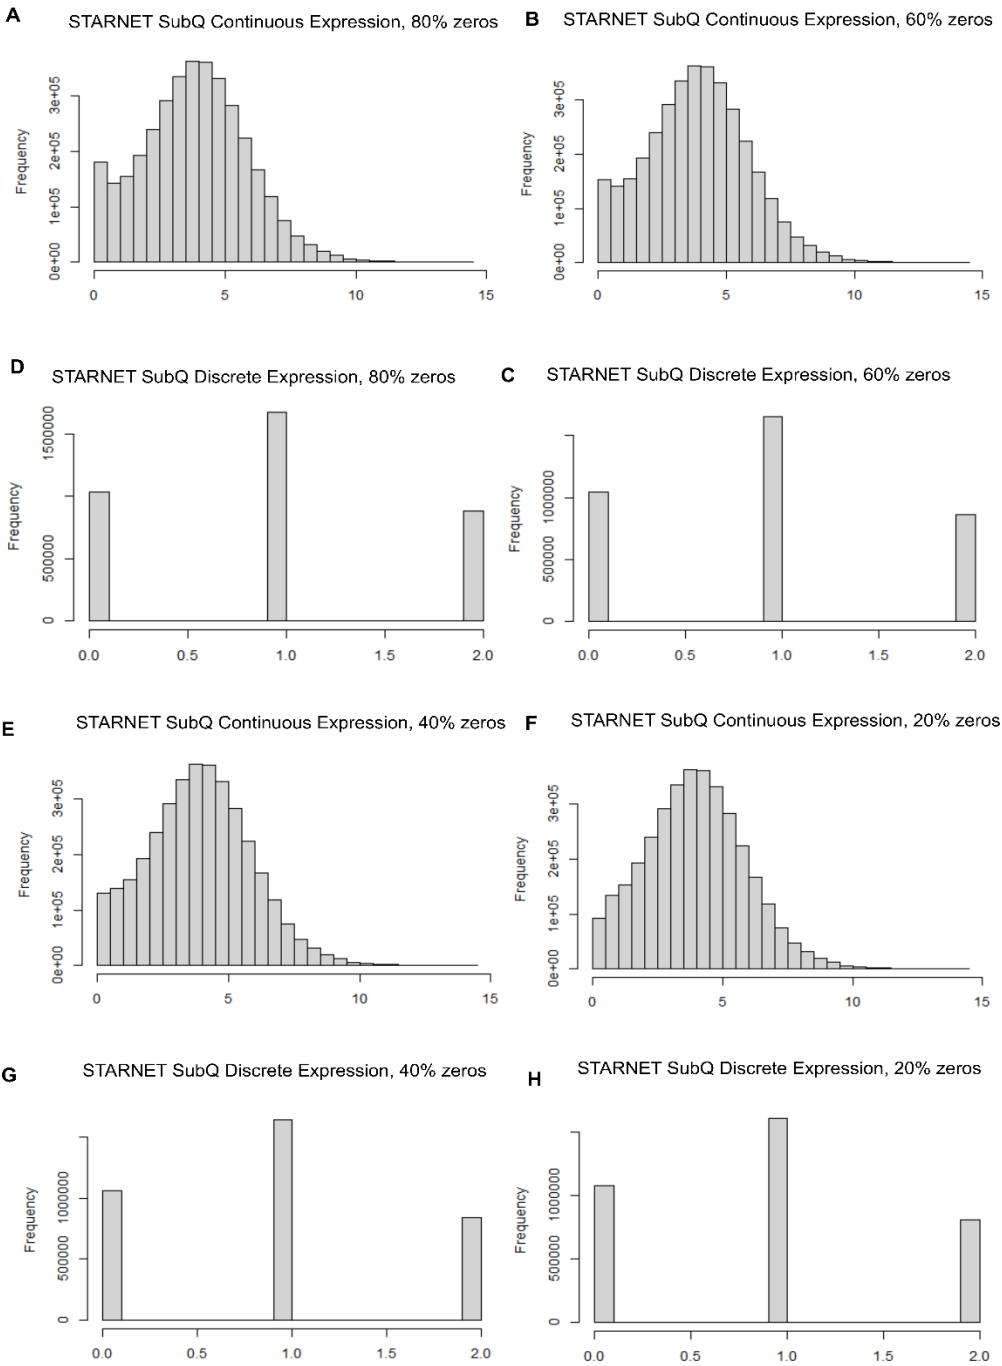 A
STARNET SubQ Continuous Expression, 80% zeros
Frequency
3e+05
2e+05
1e+05
0e+00
0
5
10
15
B
STARNET SubQ Continuous Expression, 60% zeros
Frequency
3e+05
2e+05
1e+05
0e+00
0
5
10
15
D
STARNET SubQ Discrete Expression, 80% zeros
Frequency
1500000
500000
0
0.0
0.5
1.0
1.5
2.0
C
STARNET SubQ Discrete Expression, 60% zeros
Frequency
1000000
500000
0
0.0
0.5
1.0
1.5
2.0
E
STARNET SubQ Continuous Expression, 40% zeros
Frequency
3e+05
2e+05
1e+05
0e+00
0
5
10
15
F
STARNET SubQ Continuous Expression, 20% zeros
Frequency
3e+05
2e+05
1e+05
0e+00
0
5
10
15
G
STARNET SubQ Discrete Expression, 40% zeros
Frequency
1000000
500000
0
0.0
0.5
1.0
1.5
2.0
H
STARNET SubQ Discrete Expression, 20% zeros
Frequency
1000000
500000
0
0.0
0.5
1.0
1.5
2.0